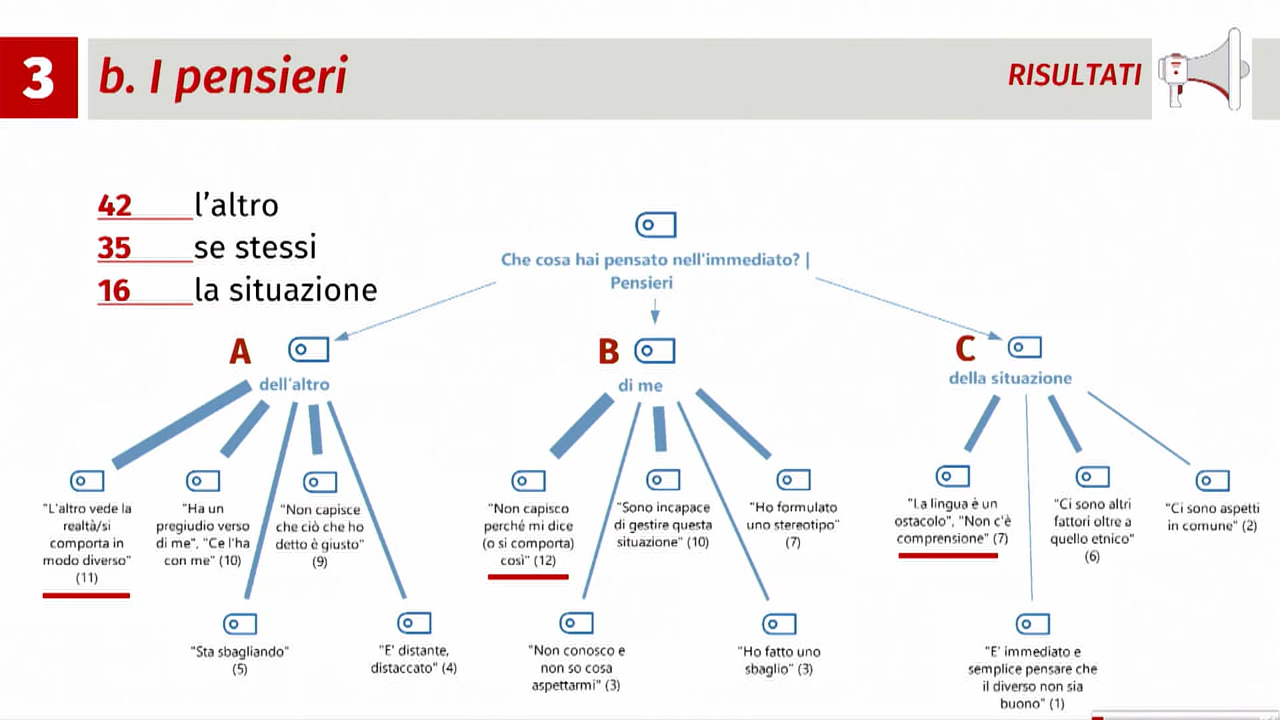 3
b. I pensieri
RISULTATI
42 l'altro
35 se stessi
16 la situazione
Che cosa hai pensato nell'immediato? |
Pensieri
A
dell'altro
B
di me
C
della situazione
"L'altro vede la
realtà/si
comporta in
modo diverso"
(11)
"Ha un
pregiudio verso
di me", "Ce l'ha
con me" (10)
"Non capisce
che ciò che ho
detto è giusto"
(9)
"Non capisco
perché mi dice
(o si comporta)
così" (12)
"Sono incapace
di gestire questa
situazione" (10)
"Ho formulato
uno stereotipo"
(7)
"La lingua è un
ostacolo", "Non c'è
comprensione" (7)
"Ci sono altri
fattori oltre a
quello etnico"
(6)
"Ci sono aspetti
in comune" (2)
"Sta sbagliando"
(5)
"E' distante,
distaccato" (4)
"Non conosco e
non so cosa
aspettarmi" (3)
"Ho fatto uno
sbaglio" (3)
"E' immediato e
semplice pensare che
il diverso non sia
buono" (1)